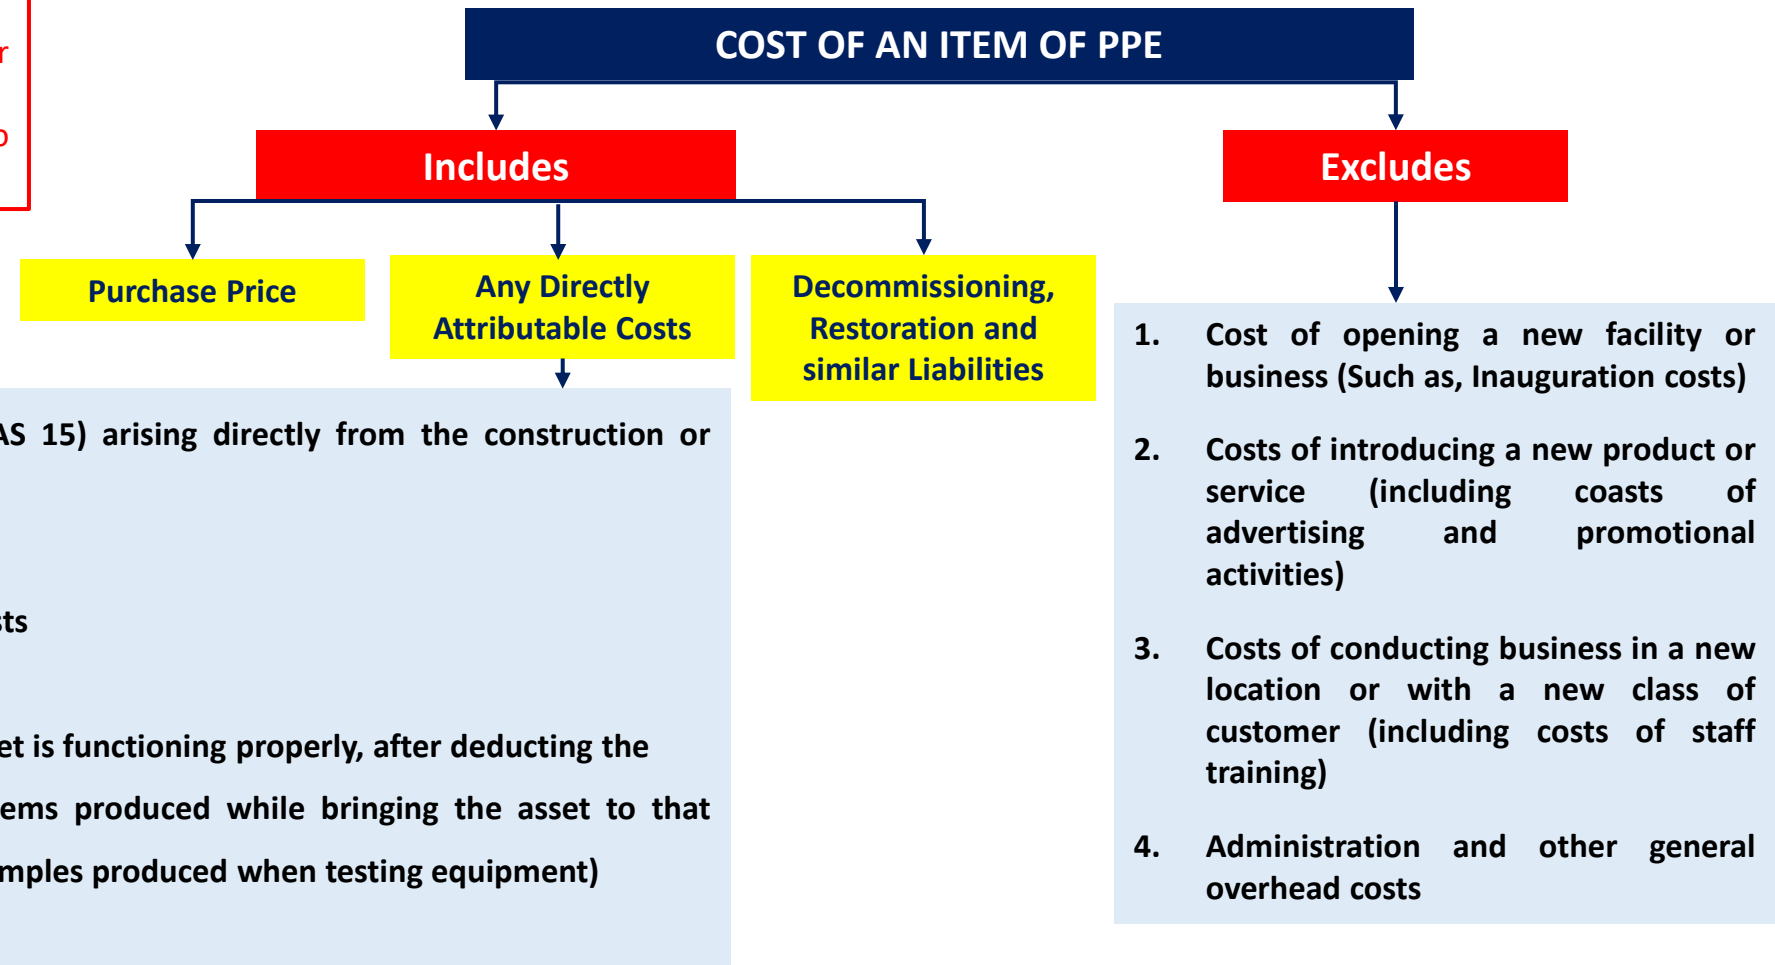 COST OF AN ITEM OF PPE
Includes
Excludes
Purchase Price
Any Directly
Attributable Costs
Decommissioning,
Restoration and
similar Liabilities
AS 15) arising directly from the construction or
is functioning properly, after deducting the
produced while bringing the asset to that
produced when testing equipment)
1. Cost of opening a new facility or
business (Such as, Inauguration costs)
2. Costs of introducing a new product or
service (including coasts of
advertising and promotional
activities)
3. Costs of conducting business in a new
location or with a new class of
customer (including costs of staff
training)
4. Administration and other general
overhead costs